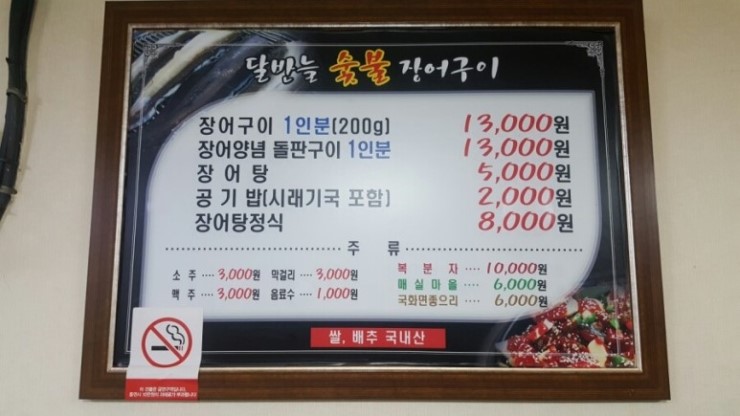 달반늘 숯불 장어구이
장어구이 1인분(200g) 13,000원
장어양념 돌판구이 1인분 13,000원
장어탕 5,000원
공기밥(시래기국 포함) 2,000원
장어탕정식 8,000원
주 류
소주 ···· 3,000원 막걸리 ···· 3,000원
맥주 ···· 3,000원 음료수 ···· 1,000원
복분자 ···· 10,000원
매실마을 ···· 6,000원
국화면종으리 ···· 6,000원
쌀, 배추 국내산